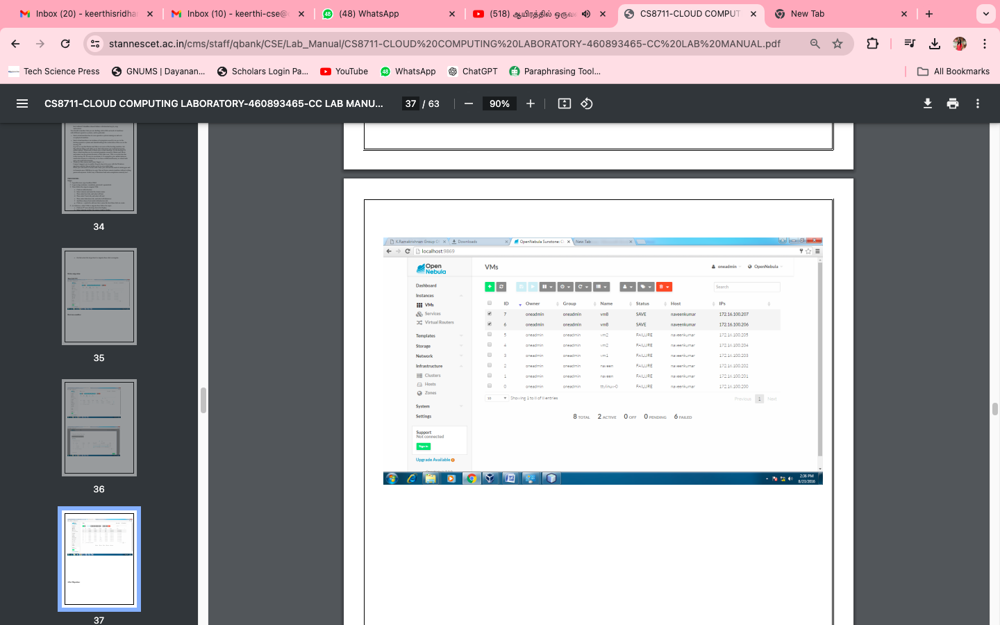 Inbox (20) - keerthisridha
Inbox (10) - keerthi-cse@
(48) WhatsApp
(518) ஆயிரத்தில் ஒருவ
CS8711-CLOUD COMPUT
New Tab
stannescet.ac.in/cms/staff/qbank/CSE/Lab_Manual/CS8711-CLOUD%20COMPUTING%20LABORATORY-460893465-CC%20LAB%20MANUAL.pdf
Tech Science Press
GNUMS | Dayanan...
Scholars Login Pa...
YouTube
WhatsApp
ChatGPT
Paraphrasing Tool...
All Bookmarks
CS8711-CLOUD COMPUTING LABORATORY-460893465-CC LAB MANU...
37 / 63
90%
34
35
36
37
K.Ramakrishnan Group
Downloads
OpenNebula Sunstone: C
New Tab
localhost:9869
Open
Nebula
VMs
oneadmin
OpenNebula
Dashboard
Instances
VMs
Services
Virtual Routers
Templates
Storage
Network
Infrastructure
Clusters
Hosts
Zones
System
Settings
Support
Not connected
Sign in
Upgrade Available
Search
ID Owner Group Name Status Host IPs
7 oneadmin oneadmin vm8 SAVE naveenkumar 172.16.100.207
6 oneadmin oneadmin vm8 SAVE naveenkumar 172.16.100.206
5 oneadmin oneadmin vm2 FAILURE naveenkumar 172.16.100.205
4 oneadmin oneadmin vm2 FAILURE naveenkumar 172.16.100.204
3 oneadmin oneadmin vm1 FAILURE naveenkumar 172.16.100.203
2 oneadmin oneadmin naveen FAILURE naveenkumar 172.16.100.202
1 oneadmin oneadmin naveen FAILURE naveenkumar 172.16.100.201
0 oneadmin oneadmin ttylinux-0 FAILURE naveenkumar 172.16.100.200
10
Showing 1 to 8 of 8 entries
Previous 1 Next
8 TOTAL 2 ACTIVE 0 OFF 0 PENDING 6 FAILED
2:36 PM
8/23/2016